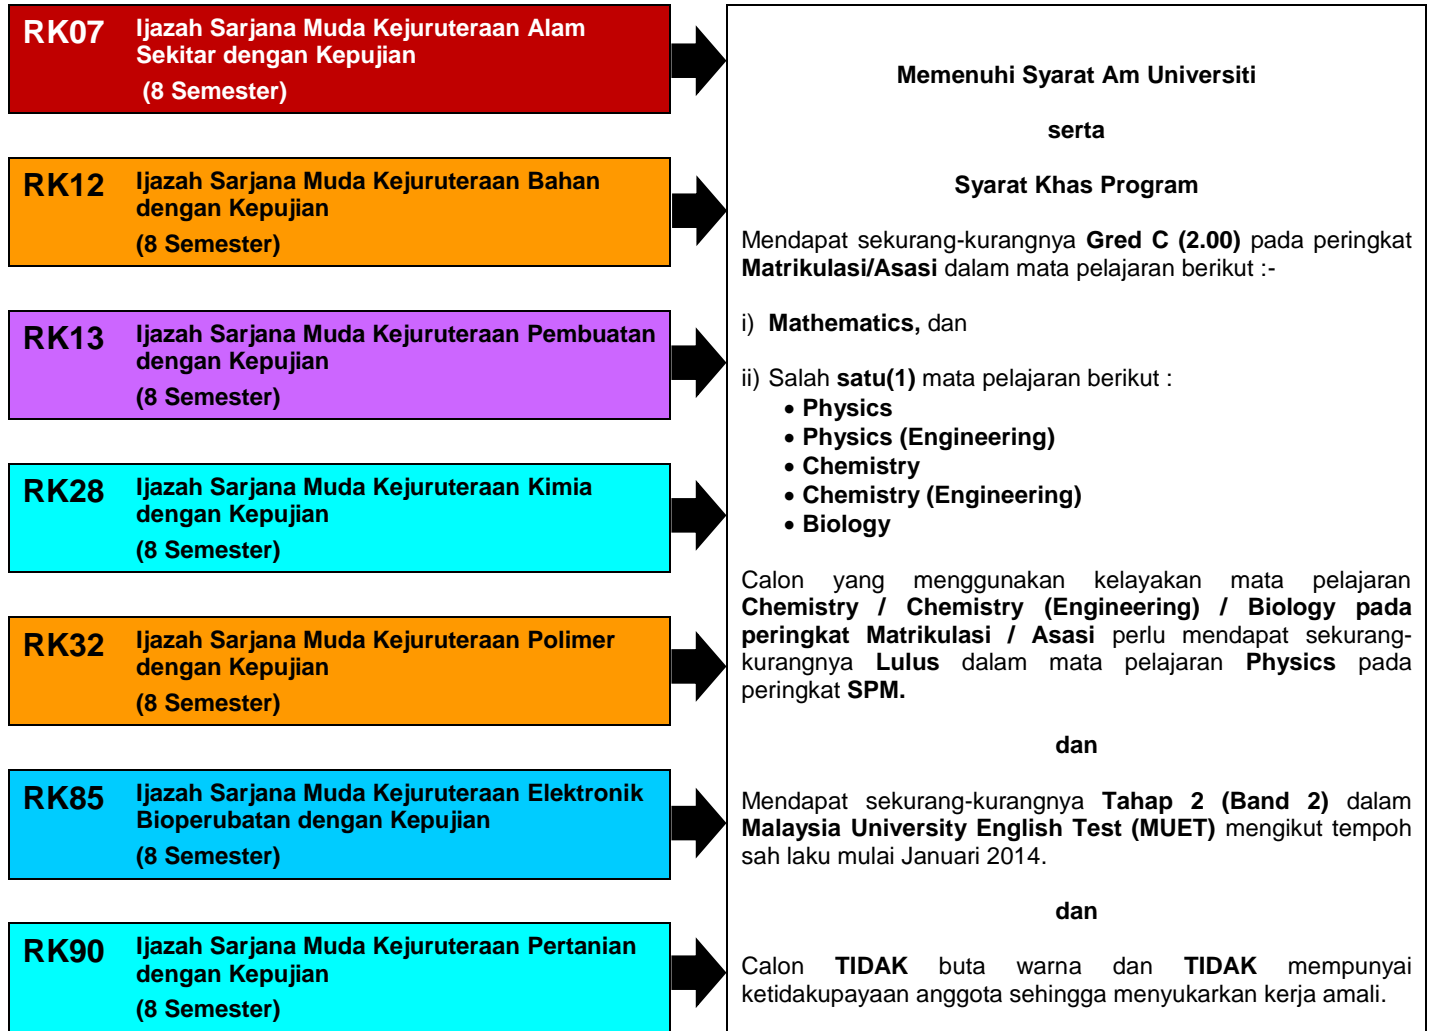 RK07 Ijazah Sarjana Muda Kejuruteraan Alam
Sekitar dengan Kepujian
(8 Semester)
RK12 Ijazah Sarjana Muda Kejuruteraan Bahan
dengan Kepujian
(8 Semester)
RK13 Ijazah Sarjana Muda Kejuruteraan Pembuatan
dengan Kepujian
(8 Semester)
RK28 Ijazah Sarjana Muda Kejuruteraan Kimia
dengan Kepujian
(8 Semester)
RK32 Ijazah Sarjana Muda Kejuruteraan Polimer
dengan Kepujian
(8 Semester)
RK85 Ijazah Sarjana Muda Kejuruteraan Elektronik
Bioperubatan dengan Kepujian
(8 Semester)
RK90 Ijazah Sarjana Muda Kejuruteraan Pertanian
dengan Kepujian
(8 Semester)
Memenuhi Syarat Am Universiti
serta
Syarat Khas Program
Mendapat sekurang-kurangnya Gred C (2.00) pada peringkat
Matrikulasi/Asasi dalam mata pelajaran berikut :-
i) Mathematics, dan
ii) Salah satu(1) mata pelajaran berikut :
• Physics
• Physics (Engineering)
• Chemistry
• Chemistry (Engineering)
• Biology
Calon yang menggunakan kelayakan mata pelajaran
Chemistry / Chemistry (Engineering) / Biology pada
peringkat Matrikulasi / Asasi perlu mendapat sekurang-
kurangnya Lulus dalam mata pelajaran Physics pada
peringkat SPM.
dan
Mendapat sekurang-kurangnya Tahap 2 (Band 2) dalam
Malaysia University English Test (MUET) mengikut tempoh
sah laku mulai Januari 2014.
dan
Calon TIDAK buta warna dan TIDAK mempunyai
ketidakupayaan anggota sehingga menyukarkan kerja amali.